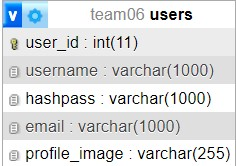 v team06 users
user_id : int(11)
username : varchar(1000)
hashpass : varchar(1000)
email : varchar(1000)
profile_image : varchar(255)